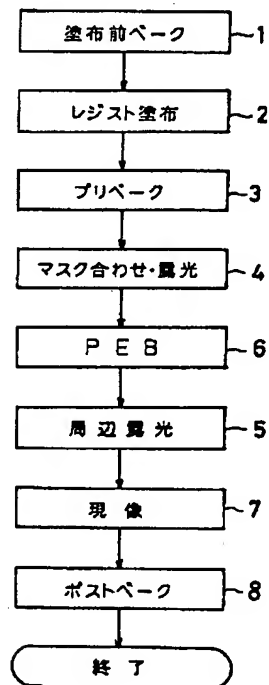 塗布前ベーク 1
レジスト塗布 2
プリベーク 3
マスク合わせ・露光 4
PEB 6
周辺露光 5
現像 7
ポストベーク 8
終了